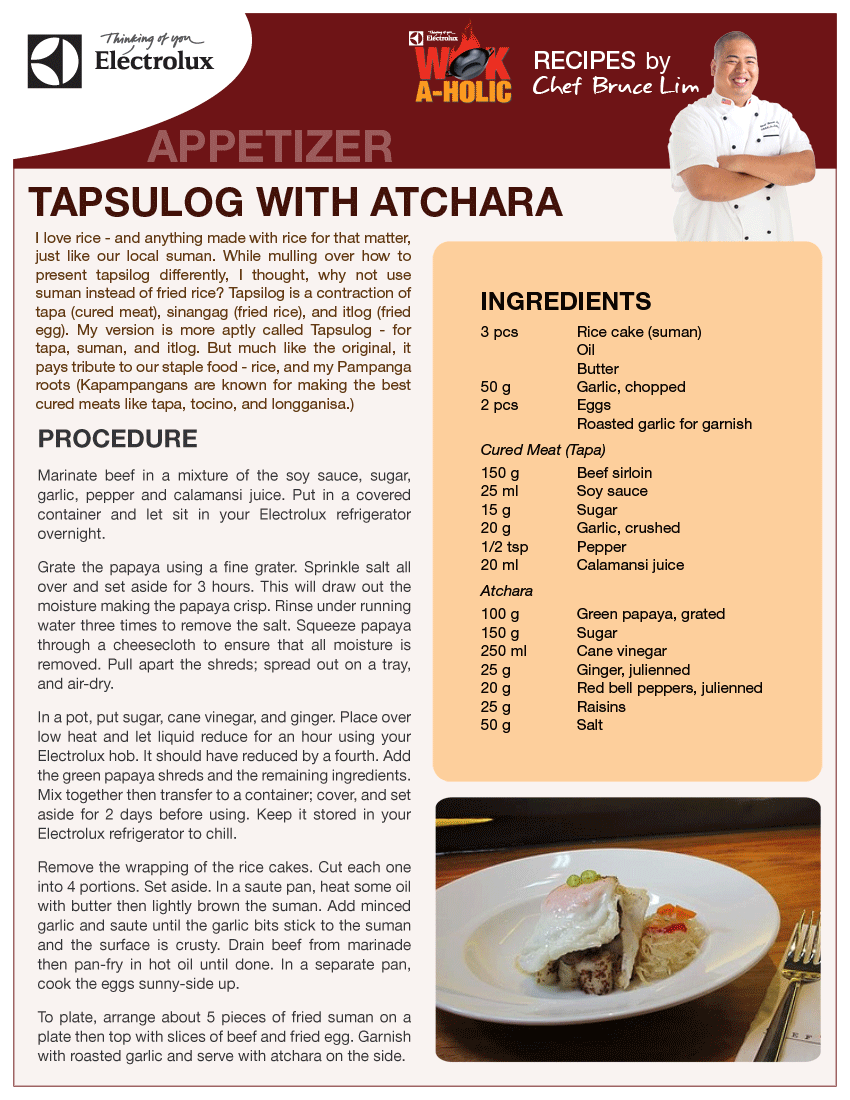 Thinking of you
Electrolux
Thinking of you
Electrolux
WOK
A-HOLIC
RECIPES by
Chef Bruce Lim
APPETIZER
TAPSULOG WITH ATCHARA
I love rice - and anything made with rice for that matter,
just like our local suman. While mulling over how to
present tapsilog differently, I thought, why not use
suman instead of fried rice? Tapsilog is a contraction of
tapa (cured meat), sinangag (fried rice), and itlog (fried
egg). My version is more aptly called Tapsulog - for
tapa, suman, and itlog. But much like the original, it
pays tribute to our staple food - rice, and my Pampanga
roots (Kapampangans are known for making the best
cured meats like tapa, tocino, and longganisa.)
PROCEDURE
Marinate beef in a mixture of the soy sauce, sugar,
garlic, pepper and calamansi juice. Put in a covered
container and let sit in your Electrolux refrigerator
overnight.
Grate the papaya using a fine grater. Sprinkle salt all
over and set aside for 3 hours. This will draw out the
moisture making the papaya crisp. Rinse under running
water three times to remove the salt. Squeeze papaya
through a cheesecloth to ensure that all moisture is
removed. Pull apart the shreds; spread out on a tray,
and air-dry.
In a pot, put sugar, cane vinegar, and ginger. Place over
low heat and let liquid reduce for an hour using your
Electrolux hob. It should have reduced by a fourth. Add
the green papaya shreds and the remaining ingredients.
Mix together then transfer to a container; cover, and set
aside for 2 days before using. Keep it stored in your
Electrolux refrigerator to chill.
Remove the wrapping of the rice cakes. Cut each one
into 4 portions. Set aside. In a saute pan, heat some oil
with butter then lightly brown the suman. Add minced
garlic and saute until the garlic bits stick to the suman
and the surface is crusty. Drain beef from marinade
then pan-fry in hot oil until done. In a separate pan,
cook the eggs sunny-side up.
To plate, arrange about 5 pieces of fried suman on a
plate then top with slices of beef and fried egg. Garnish
with roasted garlic and serve with atchara on the side.
INGREDIENTS
3 pcs Rice cake (suman)
Oil
Butter
50 g Garlic, chopped
2 pcs Eggs
Roasted garlic for garnish
Cured Meat (Tapa)
150 g Beef sirloin
25 ml Soy sauce
15 g Sugar
20 g Garlic, crushed
1/2 tsp Pepper
20 ml Calamansi juice
Atchara
100 g Green papaya, grated
150 g Sugar
250 ml Cane vinegar
25 g Ginger, julienned
20 g Red bell peppers, julienned
25 g Raisins
50 g Salt